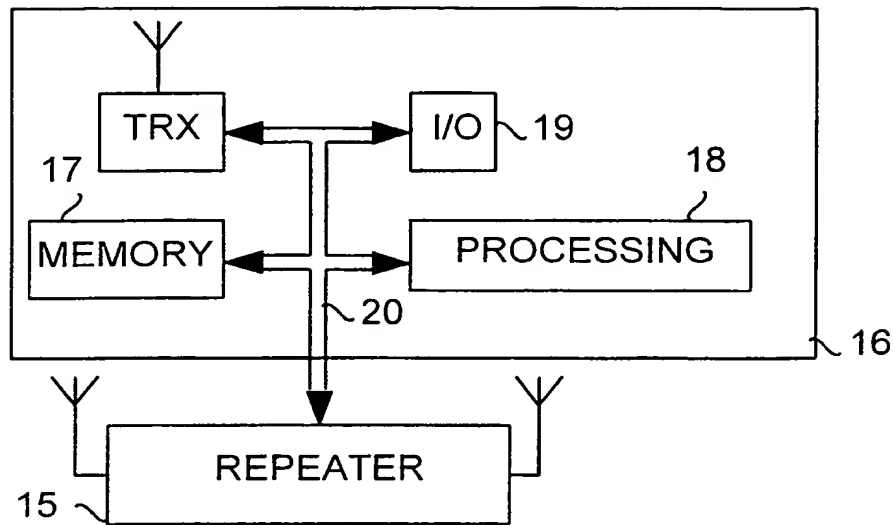 TRX
I/O
19
17
18
MEMORY
PROCESSING
20
16
REPEATER
15